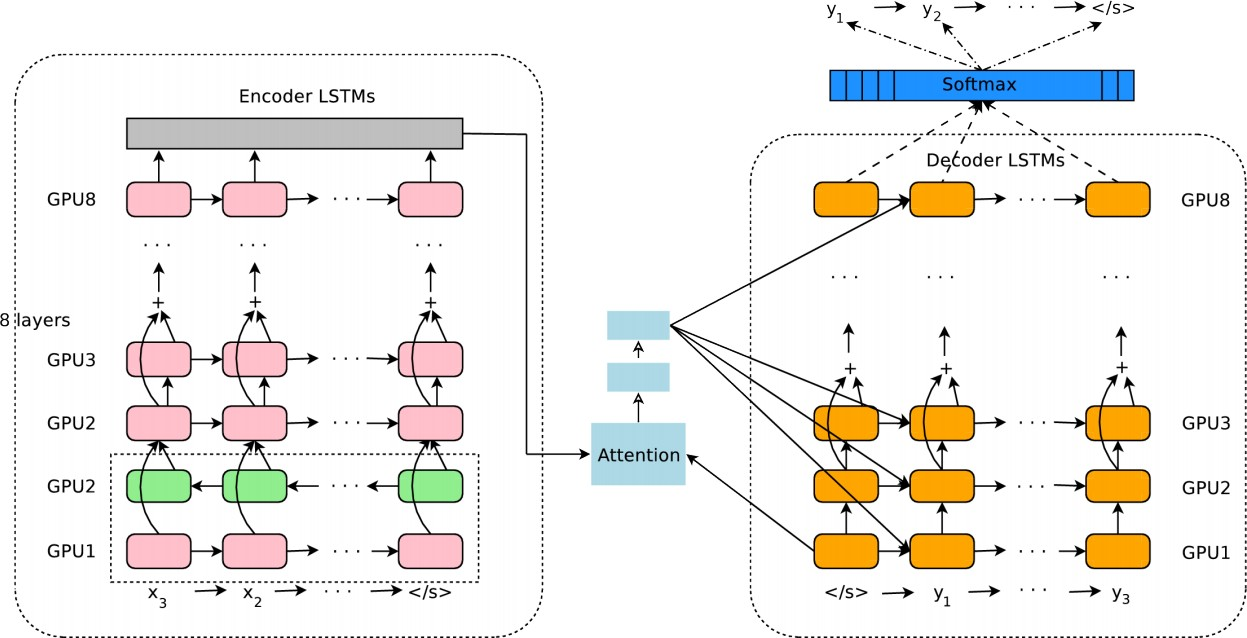 y1 y2 · · · </s>
Softmax
Encoder LSTMs
Decoder LSTMs
GPU8 · · ·
· · · GPU8
· · · · · · · · ·
· · · · · · · · ·
+ + +
8 layers
GPU3 · · ·
+ + +
GPU2 · · ·
· · · GPU3
Attention
GPU2 · · ·
· · · GPU2
GPU1 · · ·
· · · GPU1
x3 x2 · · · </s>
</s> y1 · · · y3